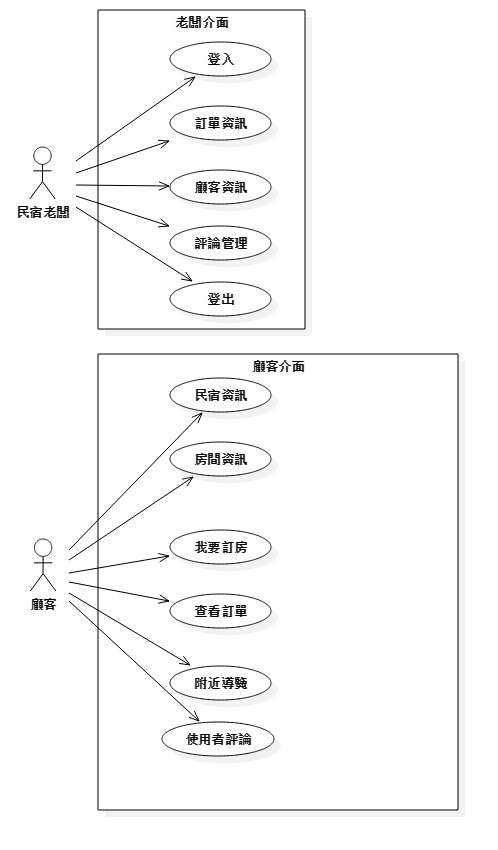 老闆介面
登入
訂單資訊
顧客資訊
民宿老闆
評論管理
登出
顧客介面
民宿資訊
房間資訊
我要訂房
顧客
查看訂單
附近導覽
使用者評論